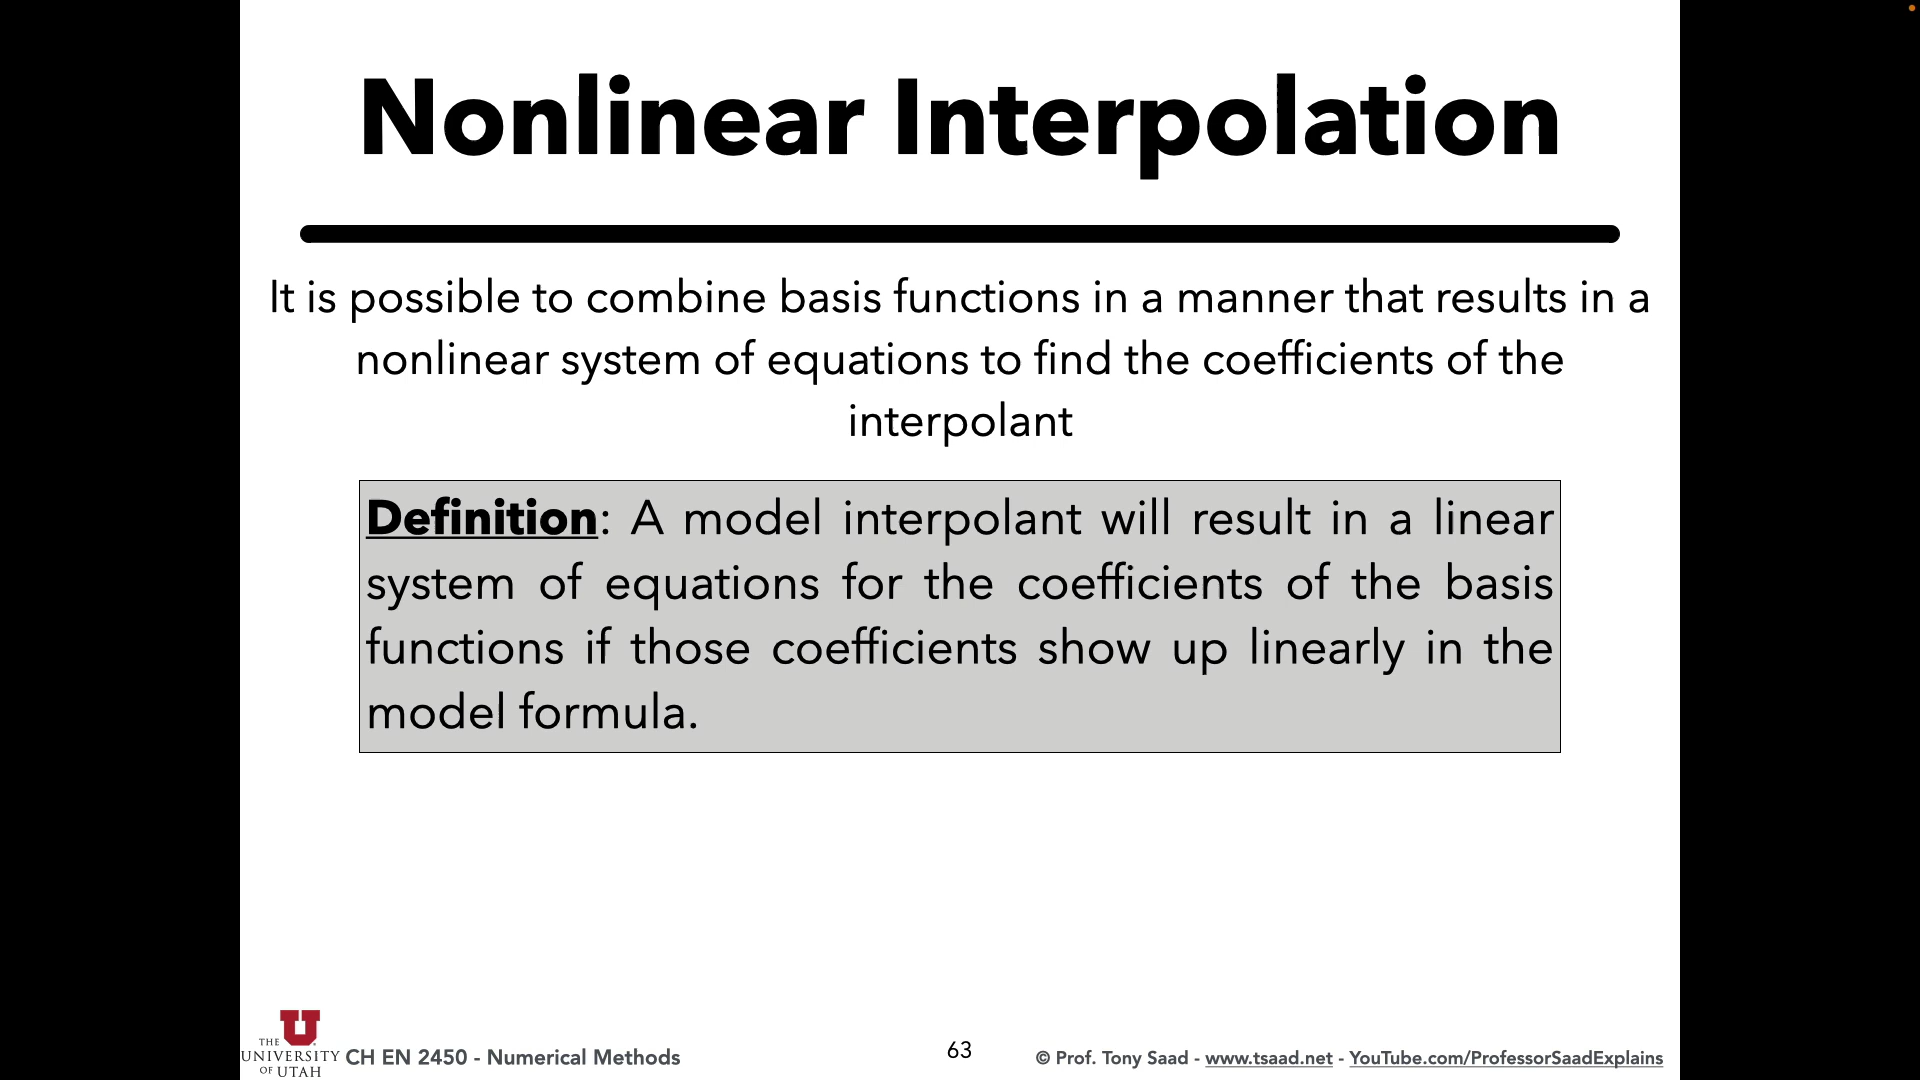 Nonlinear Interpolation
It is possible to combine basis functions in a manner that results in a
nonlinear system of equations to find the coefficients of the
interpolant
Definition: A model interpolant will result in a linear
system of equations for the coefficients of the basis
functions if those coefficients show up linearly in the
model formula.
U
THE
UNIVERSITY
OF UTAH
CH EN 2450 - Numerical Methods
63
© Prof. Tony Saad - www.tsaad.net - YouTube.com/ProfessorSaadExplains